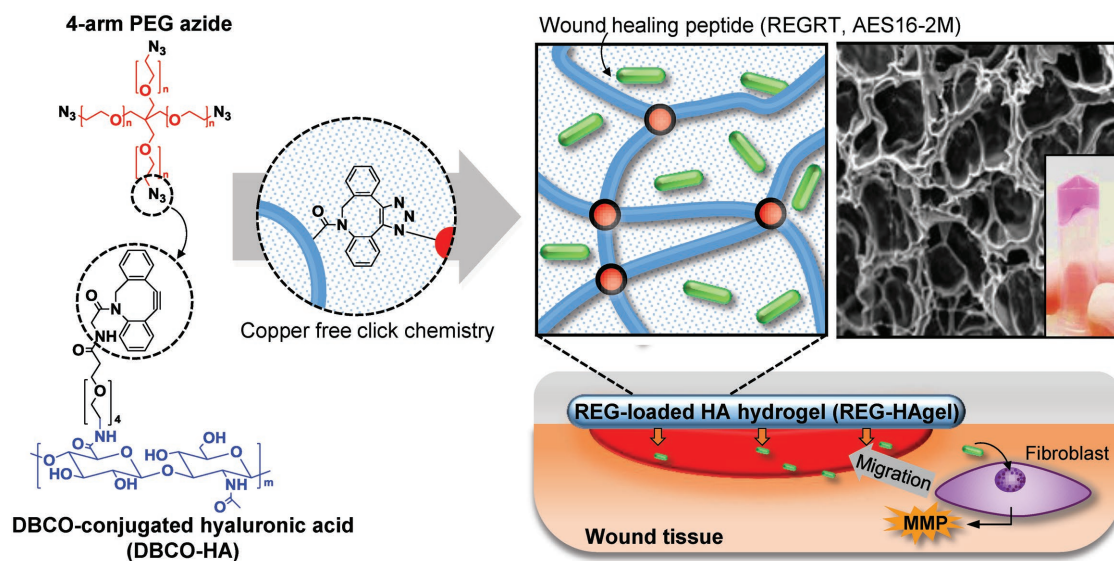 4-arm PEG azide
N3
n
O
N3
O
n
O
n
N3
O
n
N3
O
N
O
NH
O
O
4
NH
O
O
HO
OH
O
O
HO
OH
O
NH
O
O
m
DBCO-conjugated hyaluronic acid
(DBCO-HA)
O
N
N
N
N
Copper free click chemistry
Wound healing peptide (REGRT, AES16-2M)
REG-loaded HA hydrogel (REG-HAgel)
Fibroblast
Migration
MMP
Wound tissue